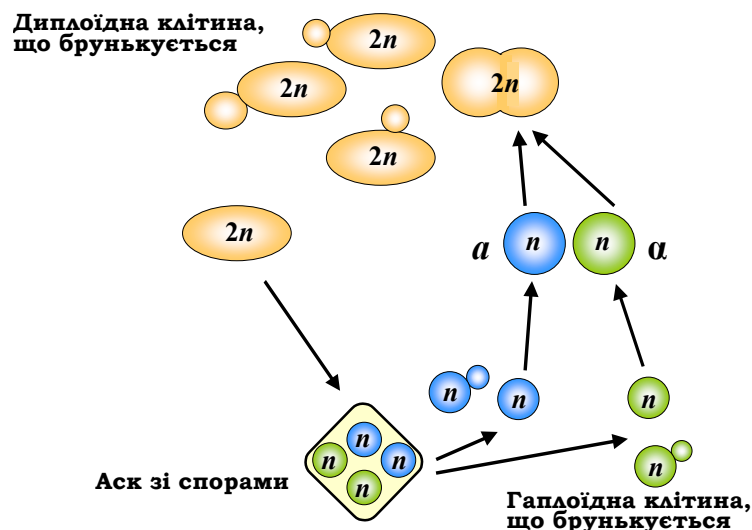 Диплоїдна клітина,
що брунькується
2n
2n
2n
2n
2n
a n n α
n n
n
n n n n
n
Аск зі спорами
Гаплоїдна клітина,
що брунькується